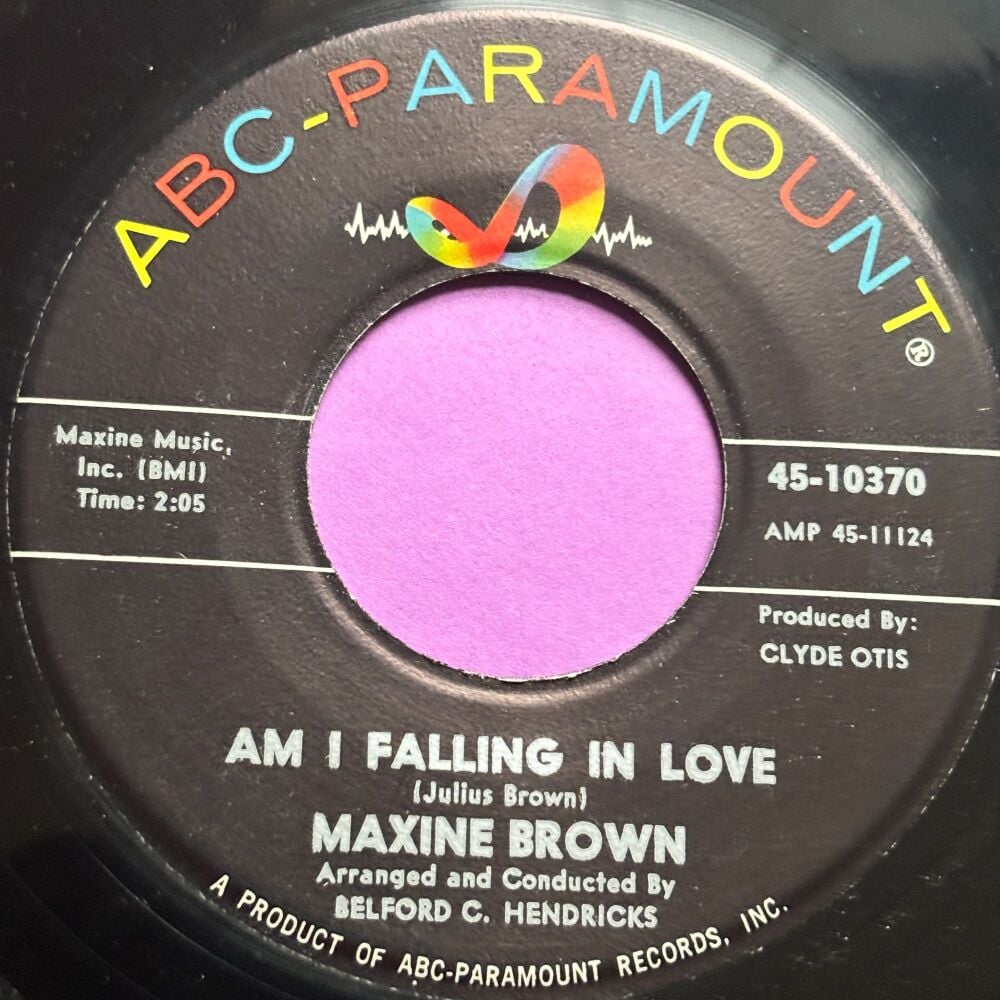 ABC-PARAMOUNT®
Maxine Music,
Inc. (BMI)
Time: 2:05
45-10370
AMP 45-11124
Produced By:
CLYDE OTIS
AM I FALLING IN LOVE
(Julius Brown)
MAXINE BROWN
Arranged and Conducted By
BELFORD C. HENDRICKS
A PRODUCT OF ABC-PARAMOUNT RECORDS, INC.